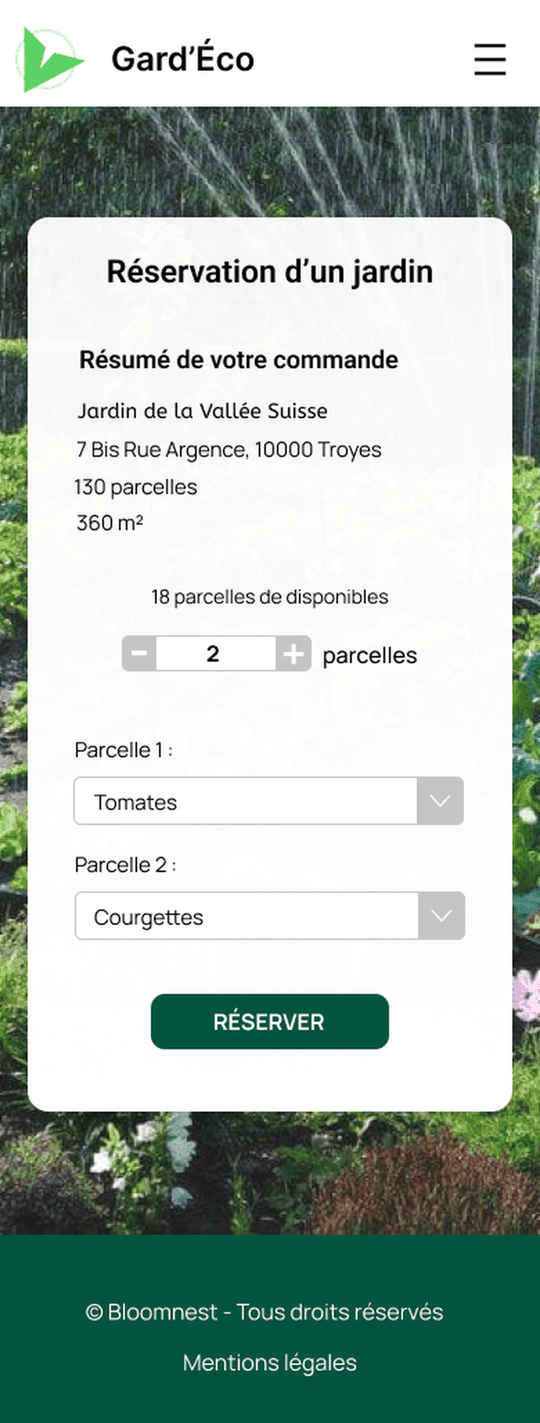 Gard’Éco
Réservation d’un jardin
Résumé de votre commande
Jardin de la Vallée Suisse
7 Bis Rue Argence, 10000 Troyes
130 parcelles
360 m²
18 parcelles de disponibles
2 parcelles
Parcelle 1 :
Tomates
Parcelle 2 :
Courgettes
RÉSERVER
© Bloomnest - Tous droits réservés
Mentions légales